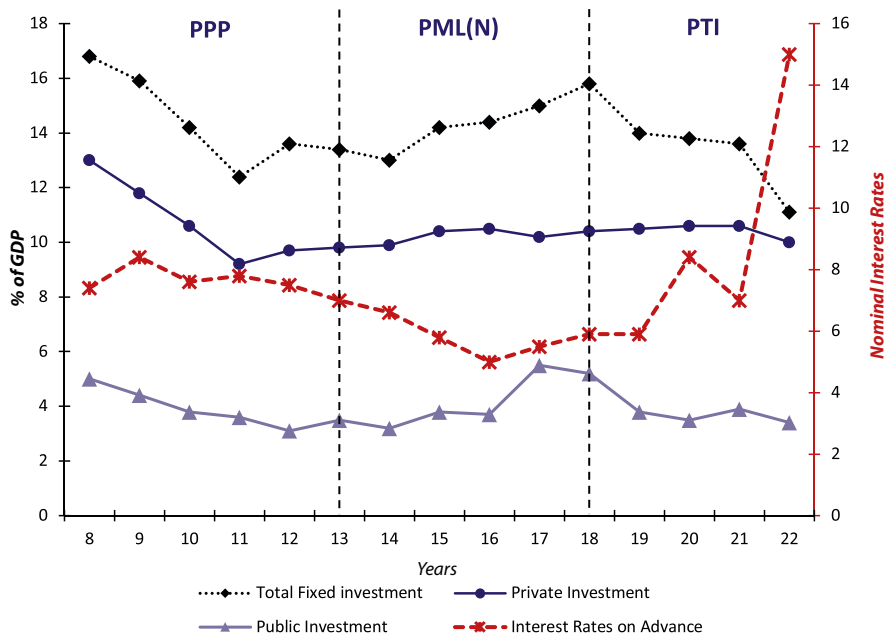 PPP PML(N) PTI
18
16
14
12
10
8
6
4
2
0
% of GDP
16
14
12
10
8
6
4
2
0
Nominal Interest Rates
8 9 10 11 12 13 14 15 16 17 18 19 20 21 22
Years
Total Fixed investment Private Investment
Public Investment Interest Rates on Advance